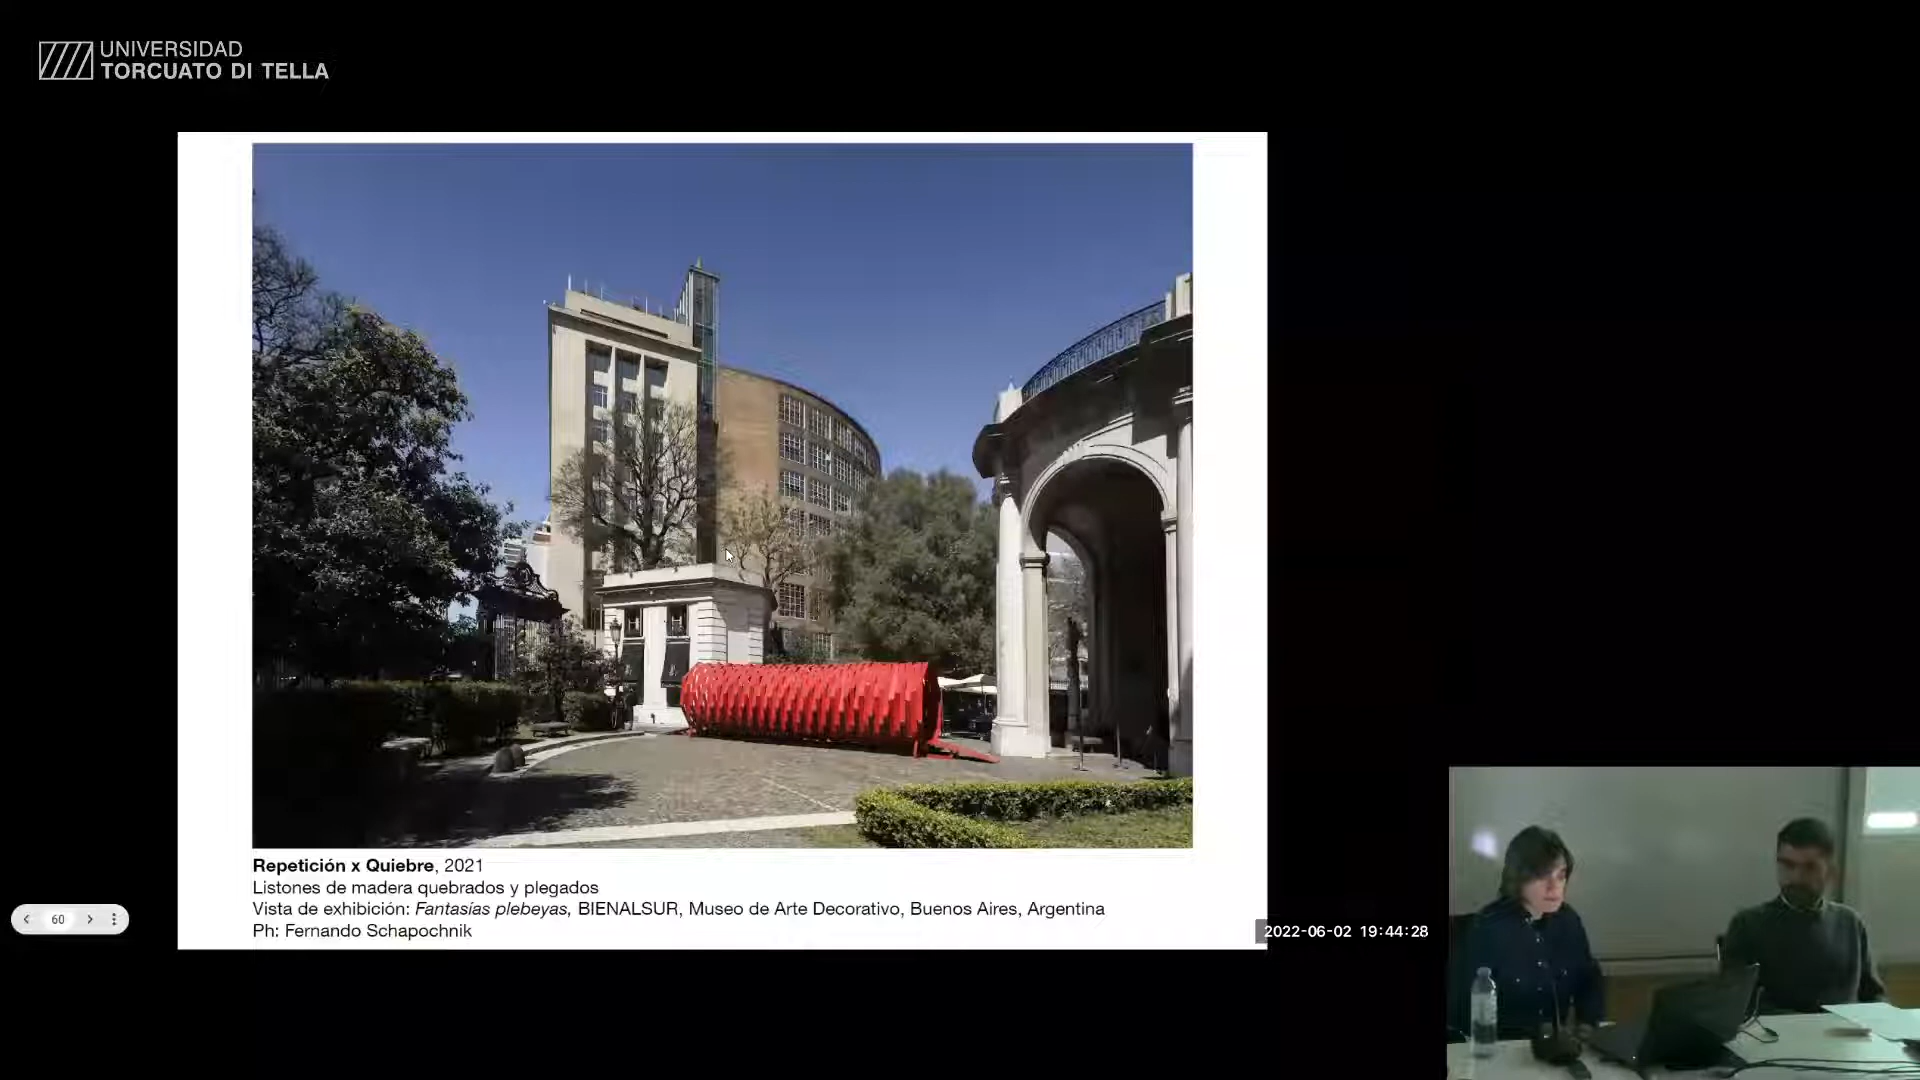 UNIVERSIDAD
TORCUATO DI TELLA
Repetición x Quiebre, 2021
Listones de madera quebrados y plegados
Vista de exhibición: Fantasías plebeyas, BIENALSUR, Museo de Arte Decorativo, Buenos Aires, Argentina
Ph: Fernando Schapochnik
60
2022-06-02 19:44:28